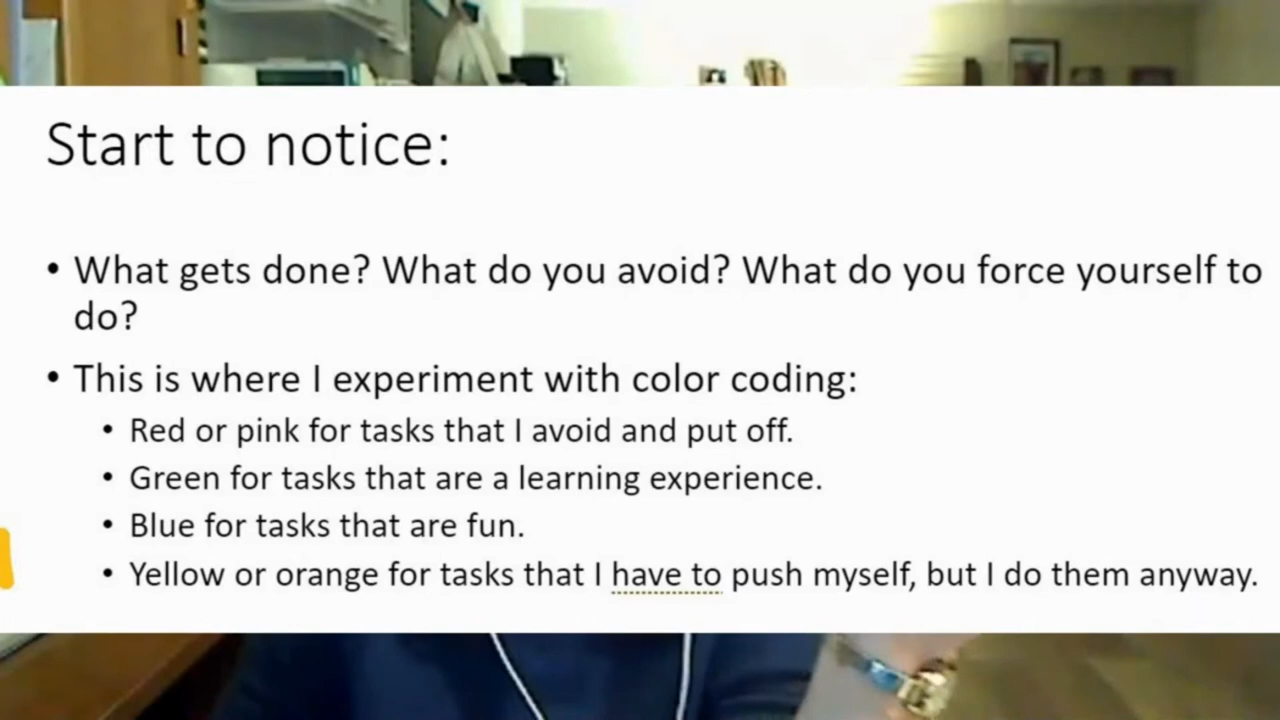 Start to notice:
• What gets done? What do you avoid? What do you force yourself to
do?
• This is where I experiment with color coding:
• Red or pink for tasks that I avoid and put off.
• Green for tasks that are a learning experience.
• Blue for tasks that are fun.
• Yellow or orange for tasks that I have to push myself, but I do them anyway.